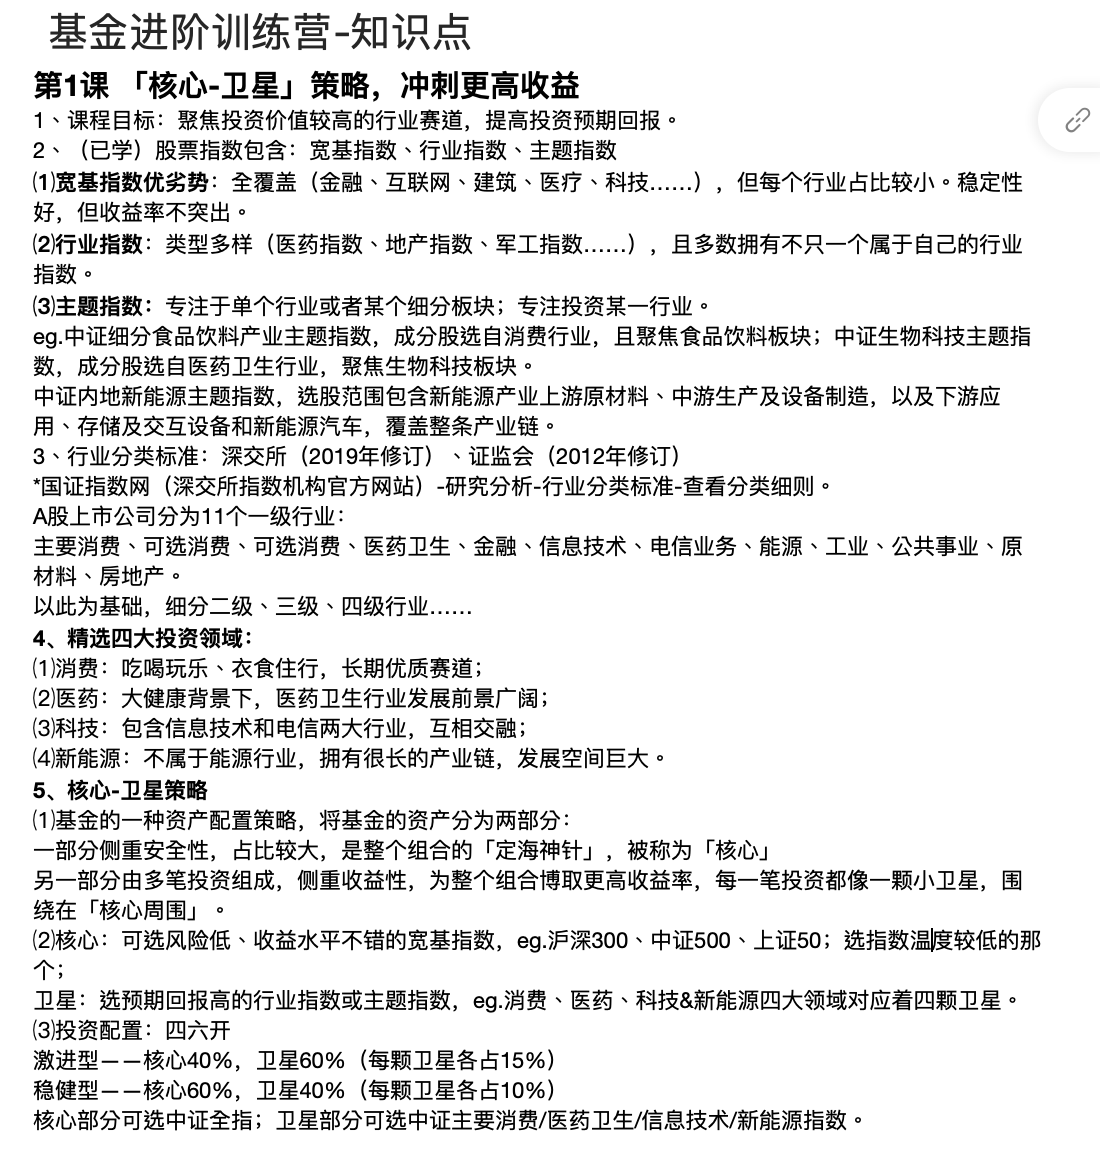 基金进阶训练营-知识点
第1课 「核心-卫星」策略，冲刺更高收益
1、课程目标：聚焦投资价值较高的行业赛道，提高投资预期回报。
2、（已学）股票指数包含：宽基指数、行业指数、主题指数
⑴宽基指数优劣势：全覆盖（金融、互联网、建筑、医疗、科技……），但每个行业占比较小。稳定性
好，但收益率不突出。
⑵行业指数：类型多样（医药指数、地产指数、军工指数……），且多数拥有不只一个属于自己的行业
指数。
⑶主题指数：专注于单个行业或者某个细分板块；专注投资某一行业。
eg.中证细分食品饮料产业主题指数，成分股选自消费行业，且聚焦食品饮料板块；中证生物科技主题指
数，成分股选自医药卫生行业，聚焦生物科技板块。
中证内地新能源主题指数，选股范围包含新能源产业上游原材料、中游生产及设备制造，以及下游应
用、存储及交互设备和新能源汽车，覆盖整条产业链。
3、行业分类标准：深交所（2019年修订）、证监会（2012年修订）
*国证指数网（深交所指数机构官方网站）-研究分析-行业分类标准-查看分类细则。
A股上市公司分为11个一级行业：
主要消费、可选消费、可选消费、医药卫生、金融、信息技术、电信业务、能源、工业、公共事业、原
材料、房地产。
以此为基础，细分二级、三级、四级行业……
4、精选四大投资领域：
⑴消费：吃喝玩乐、衣食住行，长期优质赛道；
⑵医药：大健康背景下，医药卫生行业发展前景广阔；
⑶科技：包含信息技术和电信两大行业，互相交融；
⑷新能源：不属于能源行业，拥有很长的产业链，发展空间巨大。
5、核心-卫星策略
⑴基金的一种资产配置策略，将基金的资产分为两部分：
一部分侧重安全性，占比较大，是整个组合的「定海神针」，被称为「核心」
另一部分由多笔投资组成，侧重收益性，为整个组合博取更高收益率，每一笔投资都像一颗小卫星，围
绕在「核心周围」。
⑵核心：可选风险低、收益水平不错的宽基指数，eg.沪深300、中证500、上证50；选指数温度较低的那
个；
卫星：选预期回报高的行业指数或主题指数，eg.消费、医药、科技&新能源四大领域对应着四颗卫星。
⑶投资配置：四六开
激进型——核心40%，卫星60%（每颗卫星各占15%）
稳健型——核心60%，卫星40%（每颗卫星各占10%）
核心部分可选中证全指；卫星部分可选中证主要消费/医药卫生/信息技术/新能源指数。